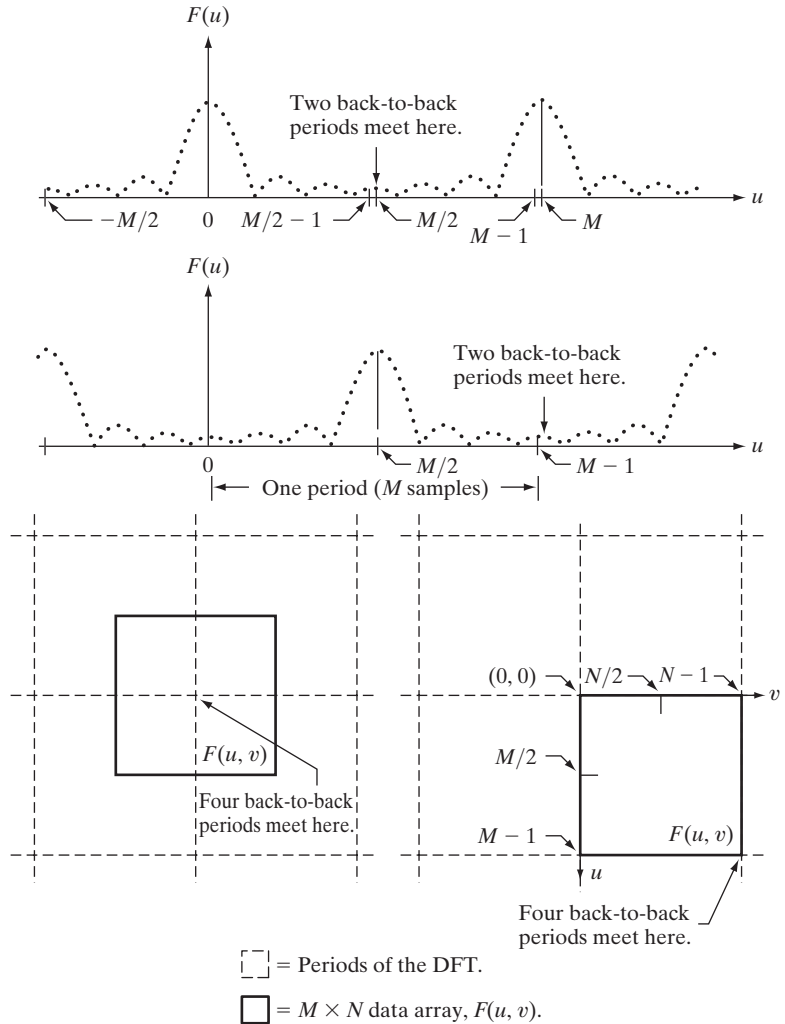 F(u)
Two back-to-back
periods meet here.
u
−M/2
0
M/2 − 1
M/2
M − 1
M
F(u)
Two back-to-back
periods meet here.
u
0
M/2
M − 1
One period (M samples)
F(u, v)
Four back-to-back
periods meet here.
(0, 0)
N/2
N − 1
v
M/2
M − 1
F(u, v)
u
Four back-to-back
periods meet here.
= Periods of the DFT.
= M × N data array, F(u, v).